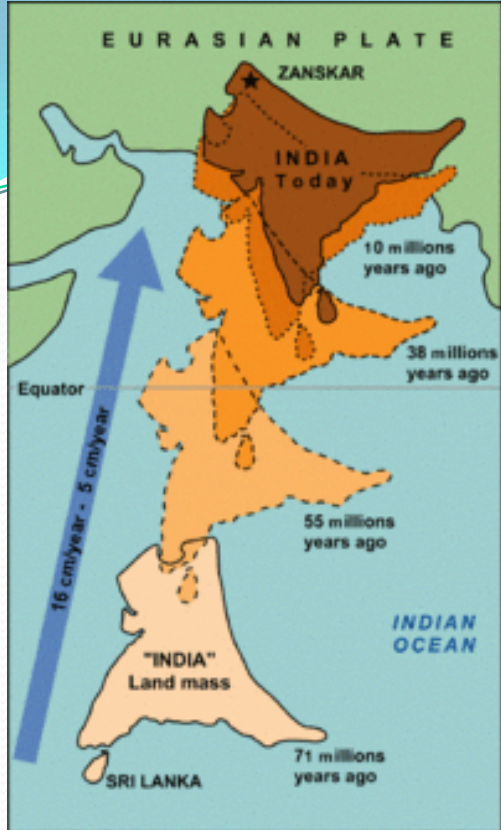 EURASIAN PLATE
ZANSKAR
INDIA
Today
10 millions
years ago
38 millions
years ago
Equator
16 cm/year - 5 cm/year
55 millions
years ago
INDIAN
OCEAN
"INDIA"
Land mass
71 millions
years ago
SRI LANKA